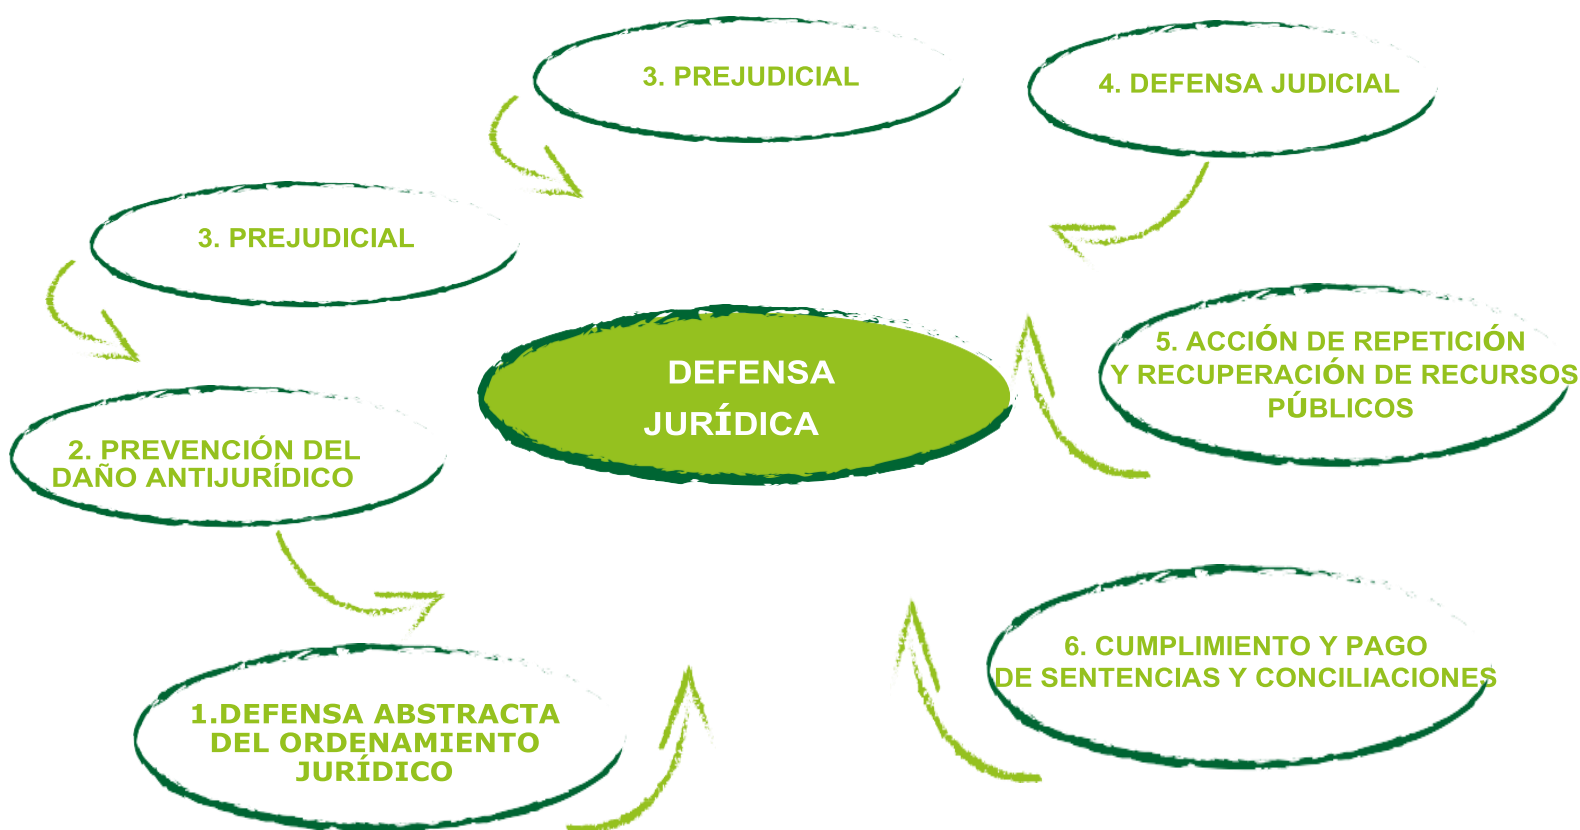 3. PREJUDICIAL
4. DEFENSA JUDICIAL
3. PREJUDICIAL
5. ACCIÓN DE REPETICIÓN
Y RECUPERACIÓN DE RECURSOS
PÚBLICOS
DEFENSA
JURÍDICA
2. PREVENCIÓN DEL
DAÑO ANTIJURÍDICO
6. CUMPLIMIENTO Y PAGO
DE SENTENCIAS Y CONCILIACIONES
1.DEFENSA ABSTRACTA
DEL ORDENAMIENTO
JURÍDICO